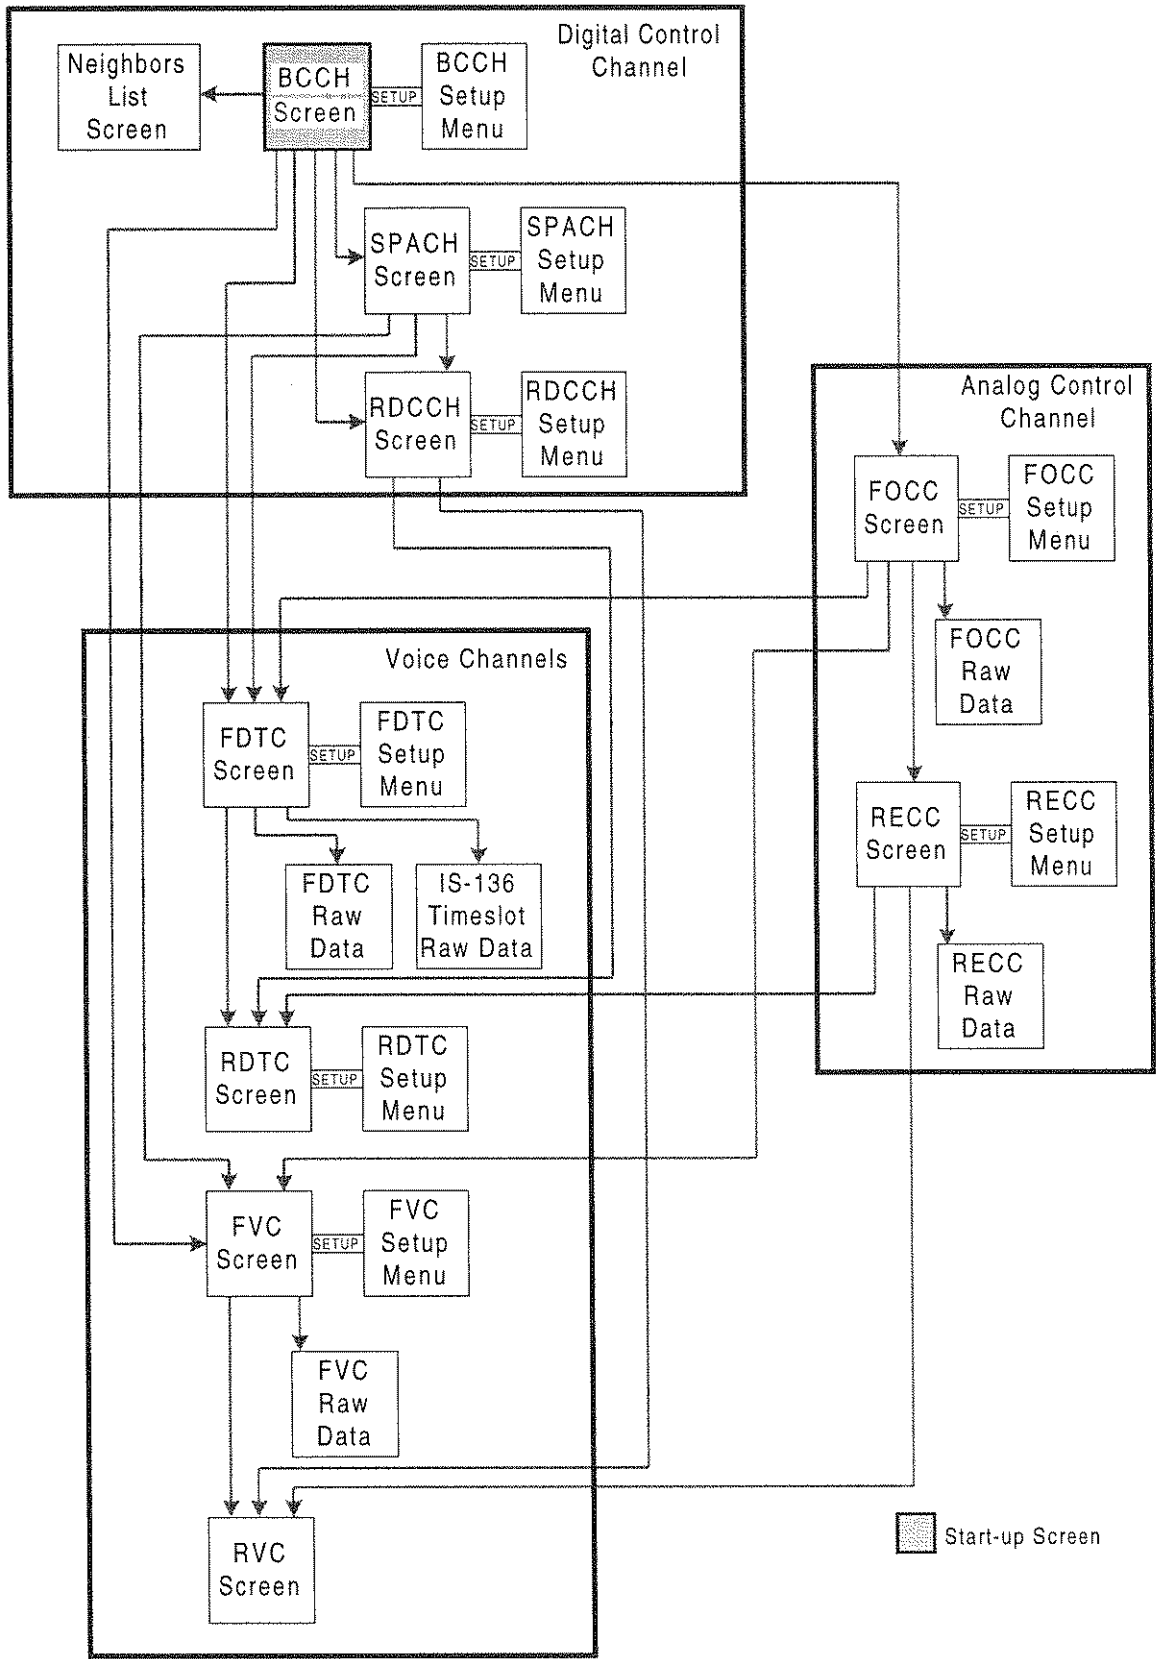 Digital Control
Channel
Neighbors
List
Screen
BCCH
Screen
SETUP
BCCH
Setup
Menu
SPACH
Screen
SETUP
SPACH
Setup
Menu
RDCCH
Screen
SETUP
RDCCH
Setup
Menu
Analog Control
Channel
FOCC
Screen
SETUP
FOCC
Setup
Menu
FOCC
Raw
Data
RECC
Screen
SETUP
RECC
Setup
Menu
RECC
Raw
Data
Voice Channels
FDTC
Screen
SETUP
FDTC
Setup
Menu
FDTC
Raw
Data
IS-136
Timeslot
Raw Data
RDTC
Screen
SETUP
RDTC
Setup
Menu
FVC
Screen
SETUP
FVC
Setup
Menu
FVC
Raw
Data
RVC
Screen
Start-up Screen